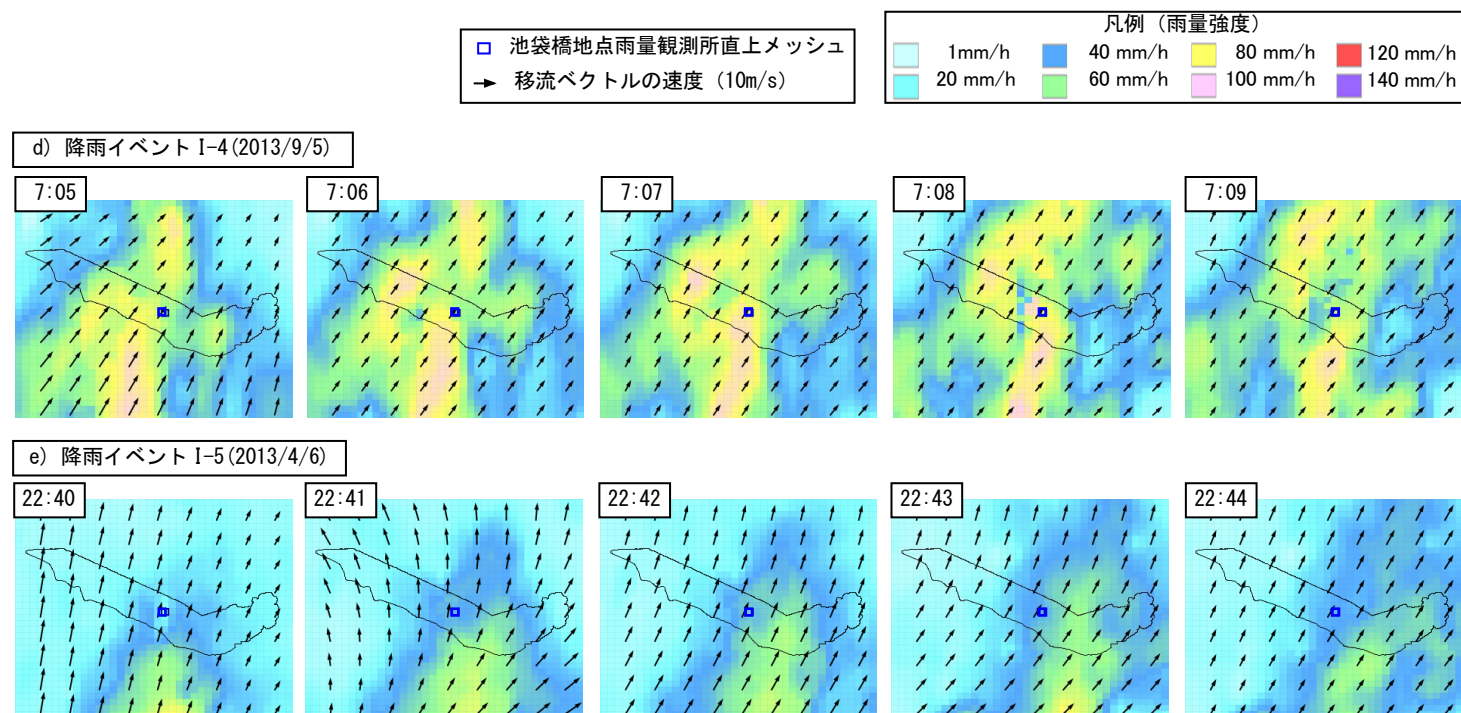 池袋橋地点雨量観測所直上メッシュ
移流ベクトルの速度 (10m/s)
凡例 (雨量強度)
1mm/h 40 mm/h 80 mm/h 120 mm/h
20 mm/h 60 mm/h 100 mm/h 140 mm/h
d) 降雨イベント I-4(2013/9/5)
7:05 7:06 7:07 7:08 7:09
e) 降雨イベント I-5(2013/4/6)
22:40 22:41 22:42 22:43 22:44